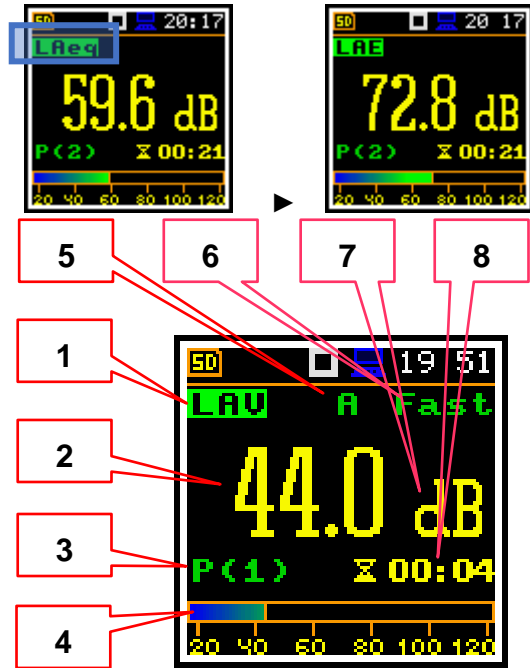 SD 20:17
LAeq
59.6 dB
P(2) 00:21
20 40 60 80 100 120
SD 20 17
LAE
72.8 dB
P(2) 00:21
20 40 60 80 100 120
5 6 7 8
1
2
3
4
SD 19 51
LAV A Fast
44.0 dB
P(1) 00:04
20 40 60 80 100 120